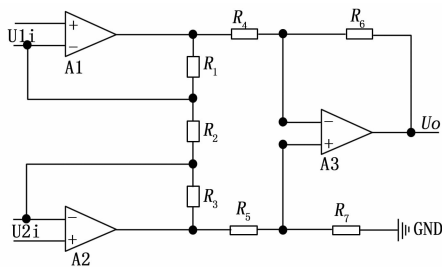 R4
R6
U1i
+
−
A1
R1
R2
−
+
A3
Uo
R3
U2i
−
+
A2
R5
R7
GND